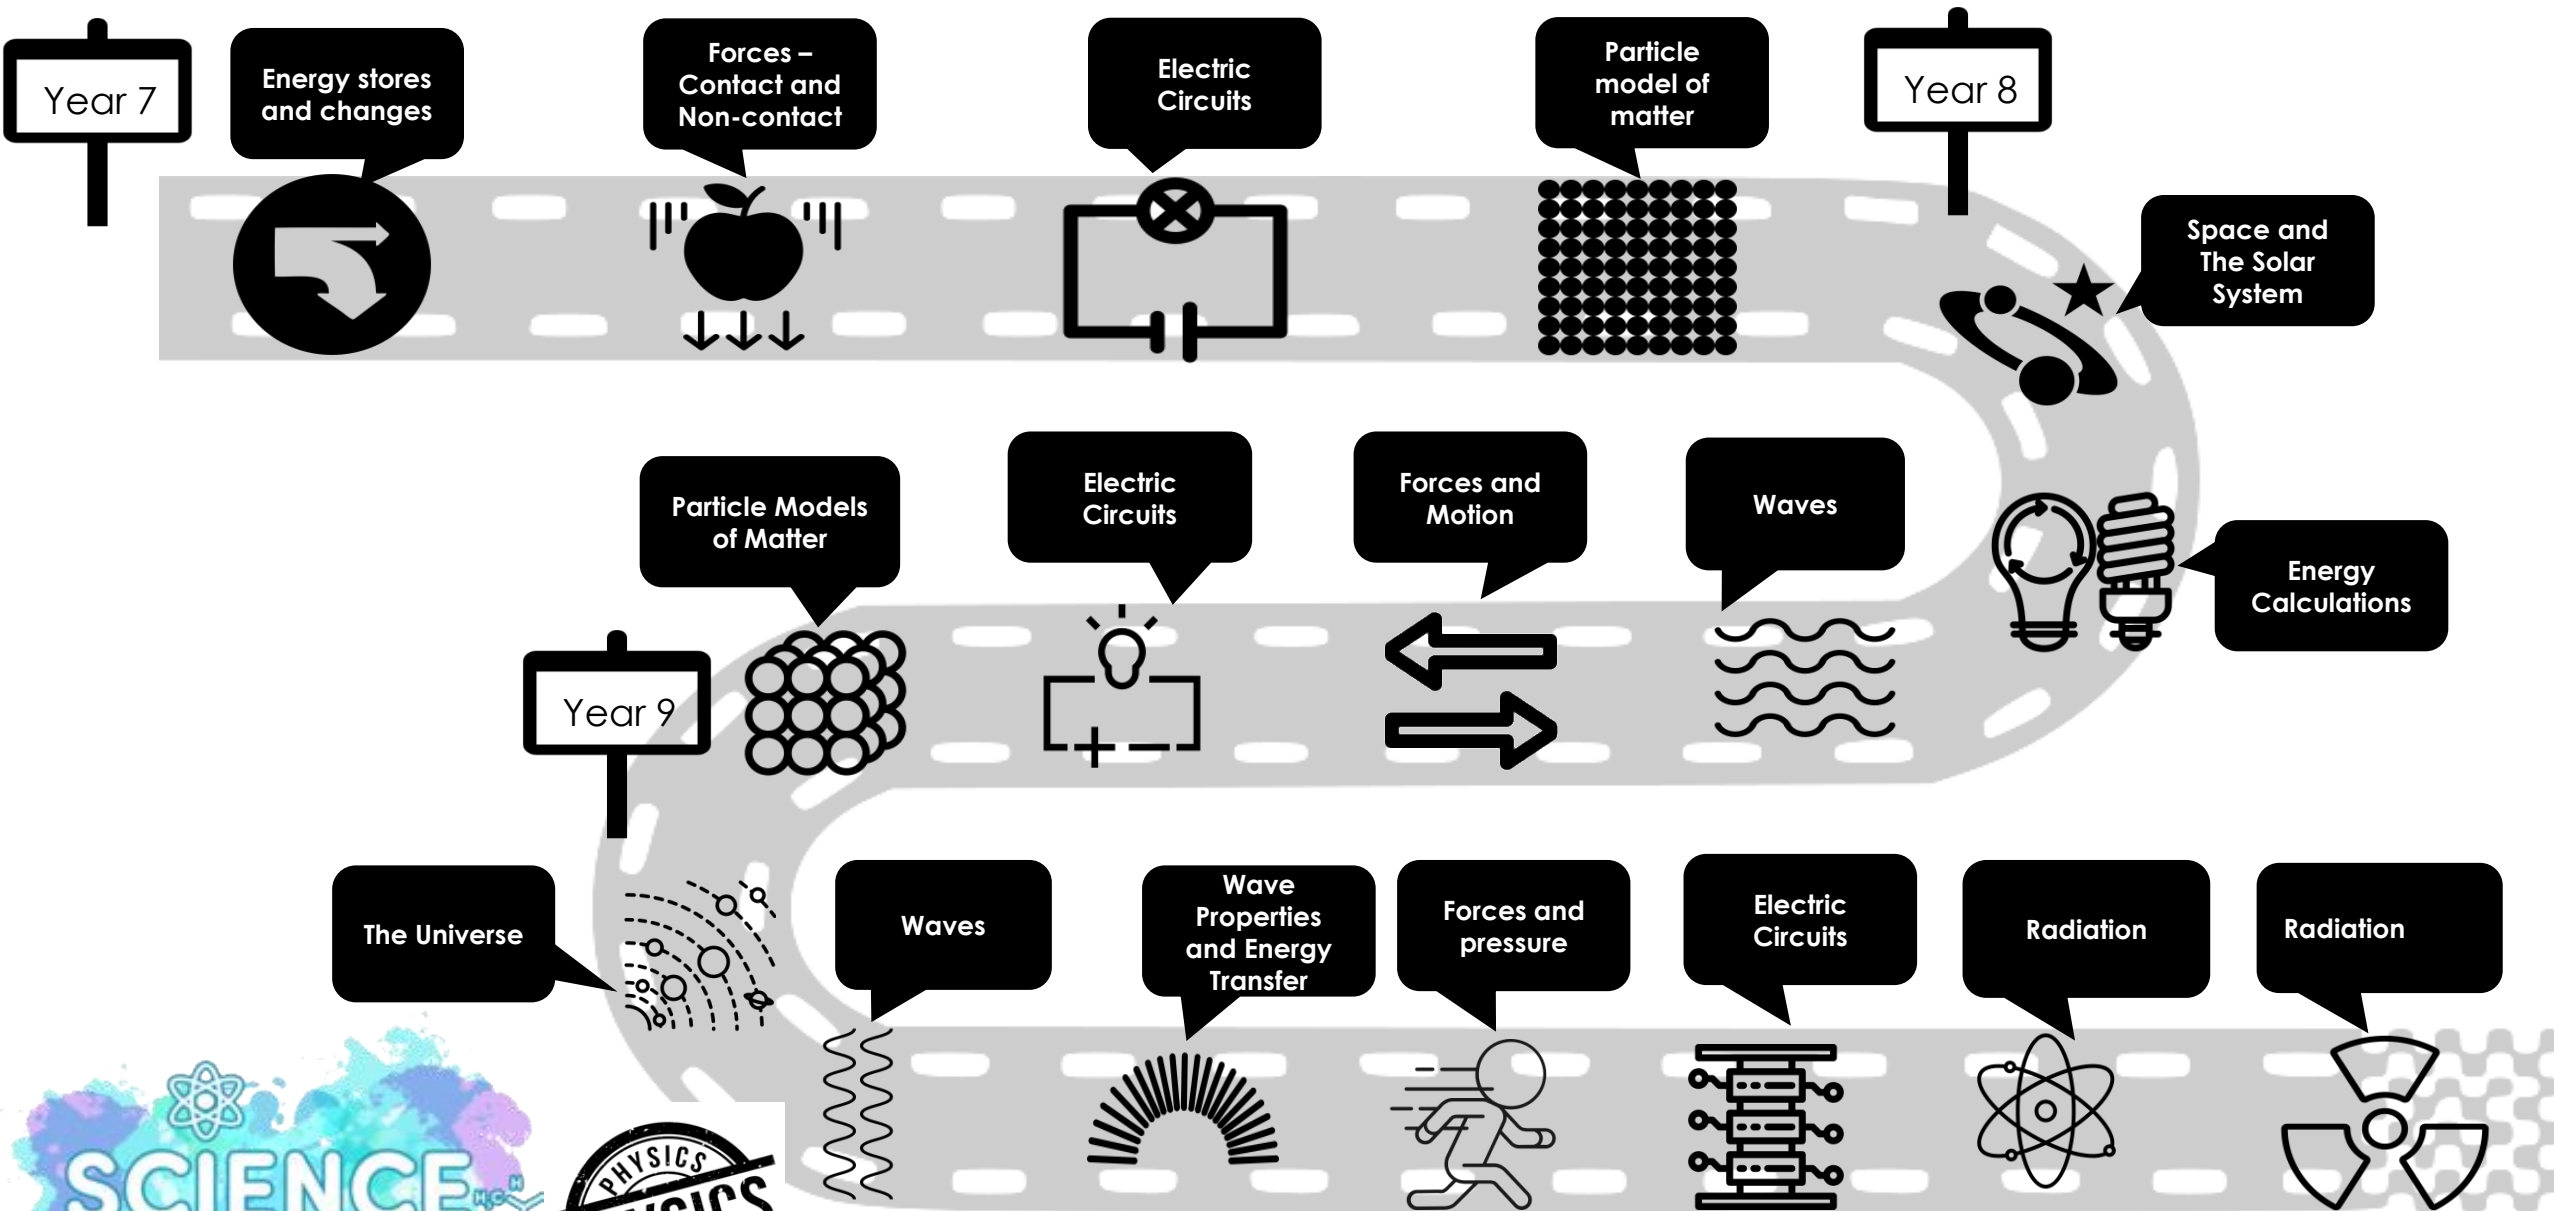 Year 7
Energy stores
and changes
Forces –
Contact and
Non-contact
Electric
Circuits
Particle
model of
matter
Year 8
Space and
The Solar
System
Energy
Calculations
Waves
Forces and
Motion
Electric
Circuits
Particle Models
of Matter
Year 9
The Universe
Waves
Wave
Properties
and Energy
Transfer
Forces and
pressure
Electric
Circuits
Radiation
Radiation
SCIENCE
PHYSICS